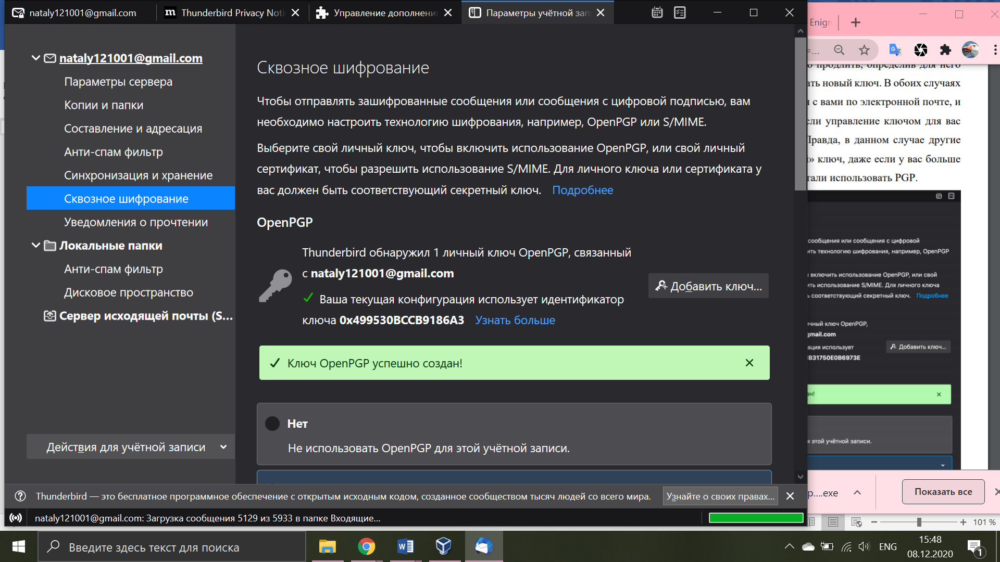 nataly121001@gmail.com
Thunderbird Privacy Noti
Управление дополнени
Параметры учётной зап
nataly121001@gmail.com
Параметры сервера
Копии и папки
Составление и адресация
Анти-спам фильтр
Синхронизация и хранение
Сквозное шифрование
Уведомления о прочтении
Локальные папки
Анти-спам фильтр
Дисковое пространство
Сервер исходящей почты (S...
Действия для учётной записи
Сквозное шифрование
Чтобы отправлять зашифрованные сообщения или сообщения с цифровой подписью, вам
необходимо настроить технологию шифрования, например, OpenPGP или S/MIME.
Выберите свой личный ключ, чтобы включить использование OpenPGP, или свой личный
сертификат, чтобы разрешить использование S/MIME. Для личного ключа или сертификата у
вас должен быть соответствующий секретный ключ. Подробнее
OpenPGP
Thunderbird обнаружил 1 личный ключ OpenPGP, связанный
с nataly121001@gmail.com
Ваша текущая конфигурация использует идентификатор
ключа 0x499530BCCB9186A3 Узнать больше
Добавить ключ...
Ключ OpenPGP успешно создан!
Нет
Не использовать OpenPGP для этой учётной записи.
Thunderbird — это бесплатное программное обеспечение с открытым исходным кодом, созданное сообществом тысяч людей со всего мира.
Узнайте о своих правах...
nataly121001@gmail.com: Загрузка сообщения 5129 из 5933 в папке Входящие...
Enigm
=...
о продлить, определив для него
ать новый ключ. В обоих случаях
с вами по электронной почте, и
сли управление ключом для вас
Правда, в данном случае другие
» ключ, даже если у вас больше
тали использовать PGP.
сообщения или сообщения с цифровой
ить технологию шифрования, например, OpenPGP
включить использование OpenPGP, или свой
ить использование S/MIME. Для личного ключа
соответствующий секретный ключ. Подробнее
ичный ключ OpenPGP,
gmail.com
ация использует
B31750E0B6973E
Добавить ключ...
ан!
этой учётной записи.
p....exe
Показать все
101 %
Введите здесь текст для поиска
ENG
15:48
08.12.2020
1